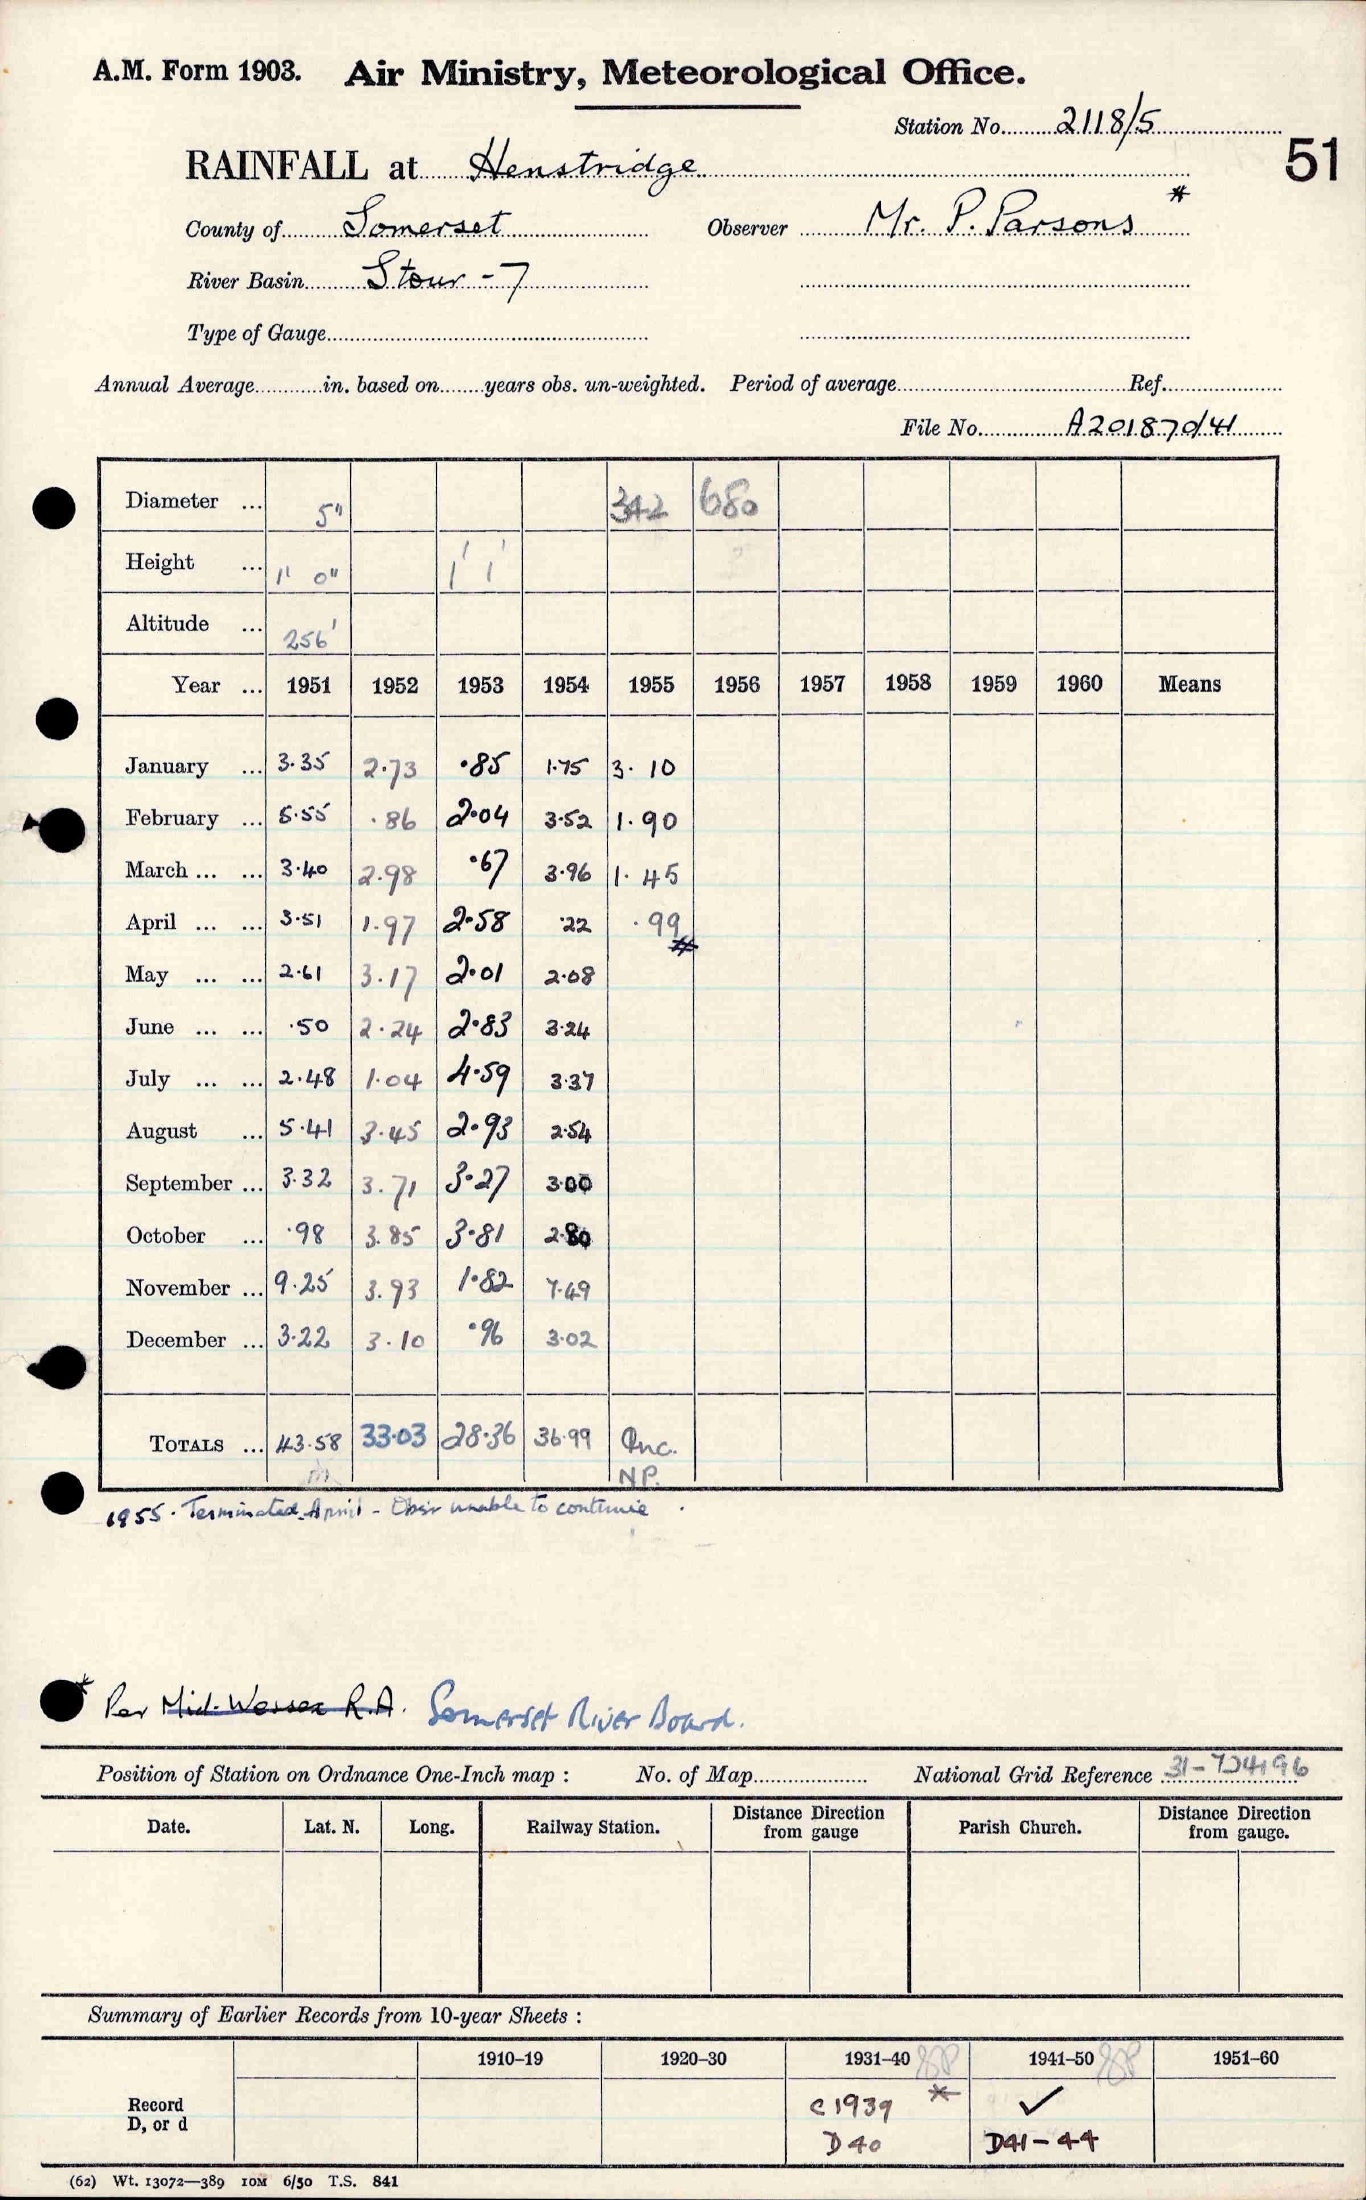 A.M. Form 1903. Air Ministry, Meteorological Office.
Station No. 2118/5
RAINFALL at Henstridge 51
County of Somerset Observer Mr. P. Parsons *
River Basin Stour - 7
Type of Gauge
Annual Average in. based on years obs. un-weighted. Period of average Ref.
File No. A20187d/41
Diameter ... 5" 342 680
Height ... 1' 0" 1' 1'
Altitude ... 256'
Year ... 1951 1952 1953 1954 1955 1956 1957 1958 1959 1960 Means
January ... 3.35 2.73 .85 1.75 3.10
February ... 5.55 .86 2.04 3.52 1.90
March ... ... 3.40 2.98 .67 3.96 1.45
April ... ... 3.51 1.97 2.58 .22 .99 #
May ... ... 2.61 3.17 2.01 2.08
June ... ... .50 2.24 2.83 3.24
July ... ... 2.48 1.04 4.59 3.37
August ... 5.41 3.45 2.93 2.54
September ... 3.32 3.71 3.27 3.00
October ... .98 3.85 3.81 2.80
November ... 9.25 3.93 1.82 7.49
December ... 3.22 3.10 .96 3.02
TOTALS ... 43.58 33.03 28.36 36.99 Inc.
NP.
1955. Terminated April - Obsr unable to continue
* Per Mid-Wessex R.A. Somerset River Board.
Position of Station on Ordnance One-Inch map : No. of Map National Grid Reference 31-724196
Date. Lat. N. Long. Railway Station. Distance Direction from gauge Parish Church. Distance Direction from gauge.
Summary of Earlier Records from 10-year Sheets :
1910-19 1920-30 1931-40 1941-50 1951-60
Record c 1939 * ✓
D, or d D40 D41-44
(62) Wt. 13072—389 10M 6/50 T.S. 841